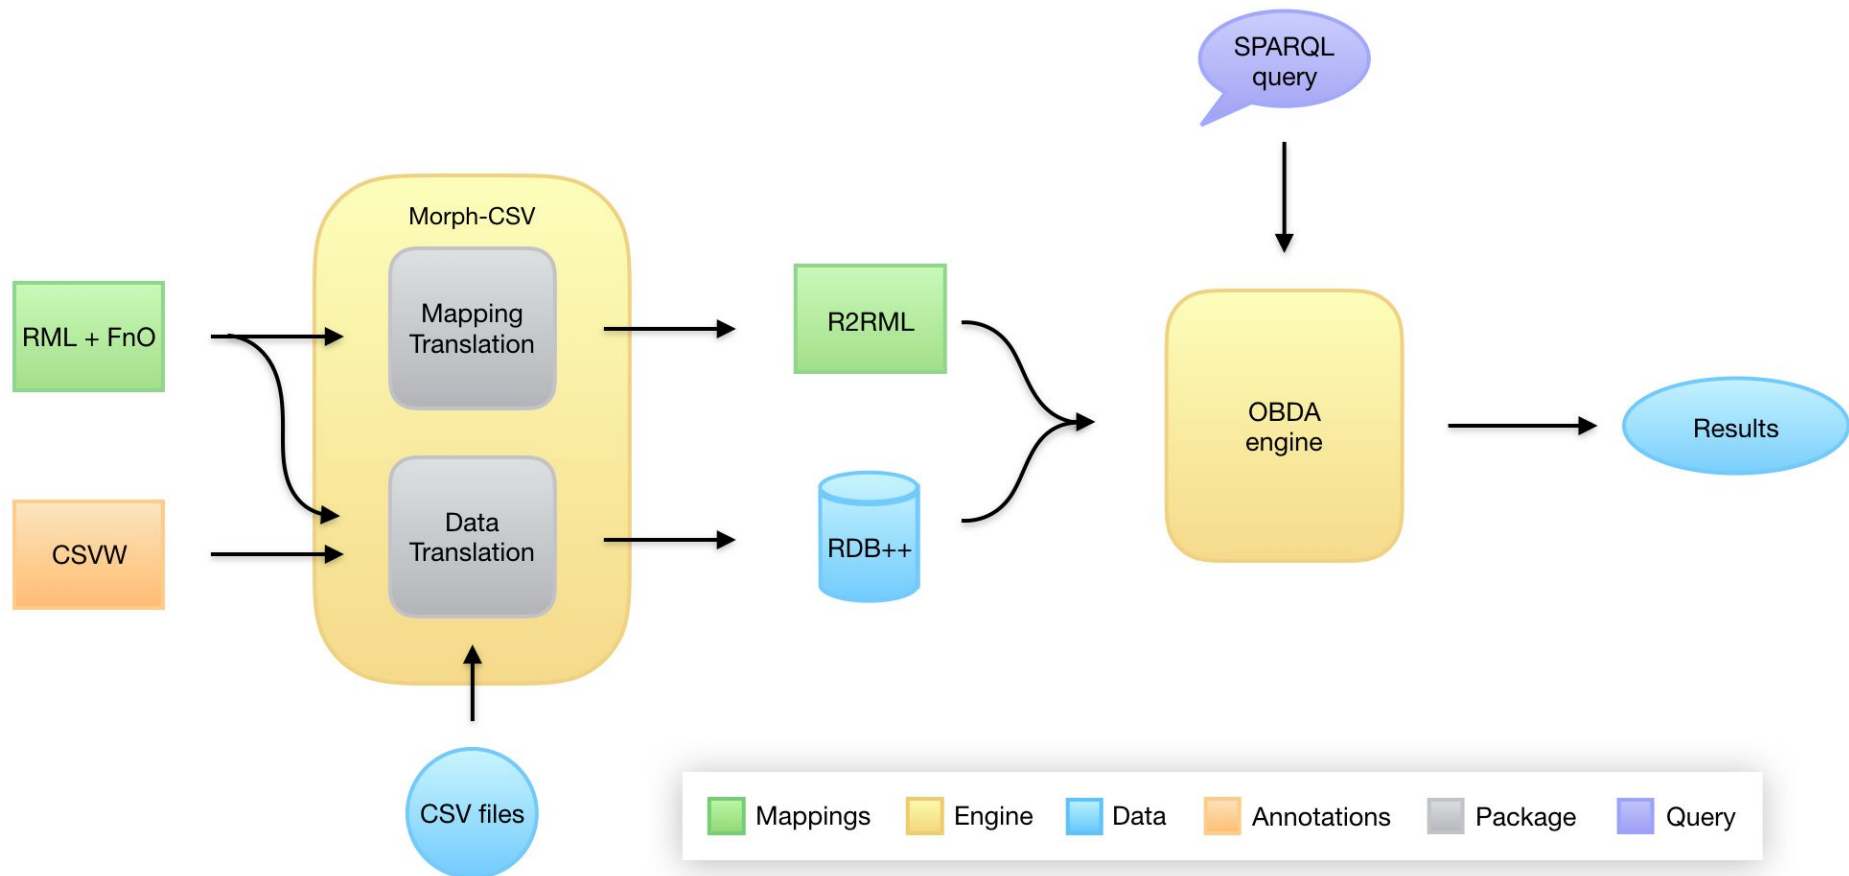 SPARQL
query
Morph-CSV
RML + FnO
Mapping
Translation
R2RML
OBDA
engine
Results
CSVW
Data
Translation
RDB++
CSV files
Mappings
Engine
Data
Annotations
Package
Query